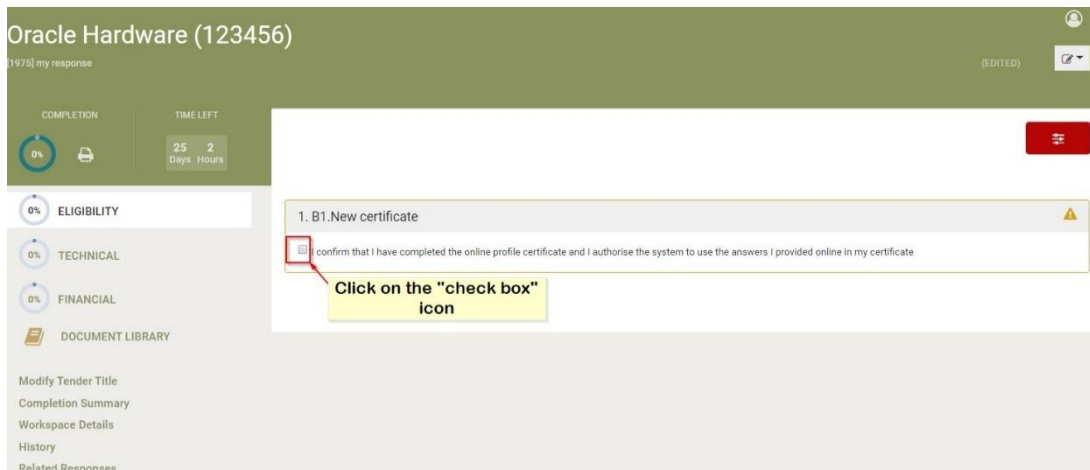 Oracle Hardware (123456)
[1975] my response
(EDITED)
COMPLETION
TIME LEFT
0%
25 2
Days Hours
0% ELIGIBILITY
0% TECHNICAL
0% FINANCIAL
DOCUMENT LIBRARY
Modify Tender Title
Completion Summary
Workspace Details
History
Related Responses
1. B1.New certificate
I confirm that I have completed the online profile certificate and I authorise the system to use the answers I provided online in my certificate
Click on the "check box"
icon